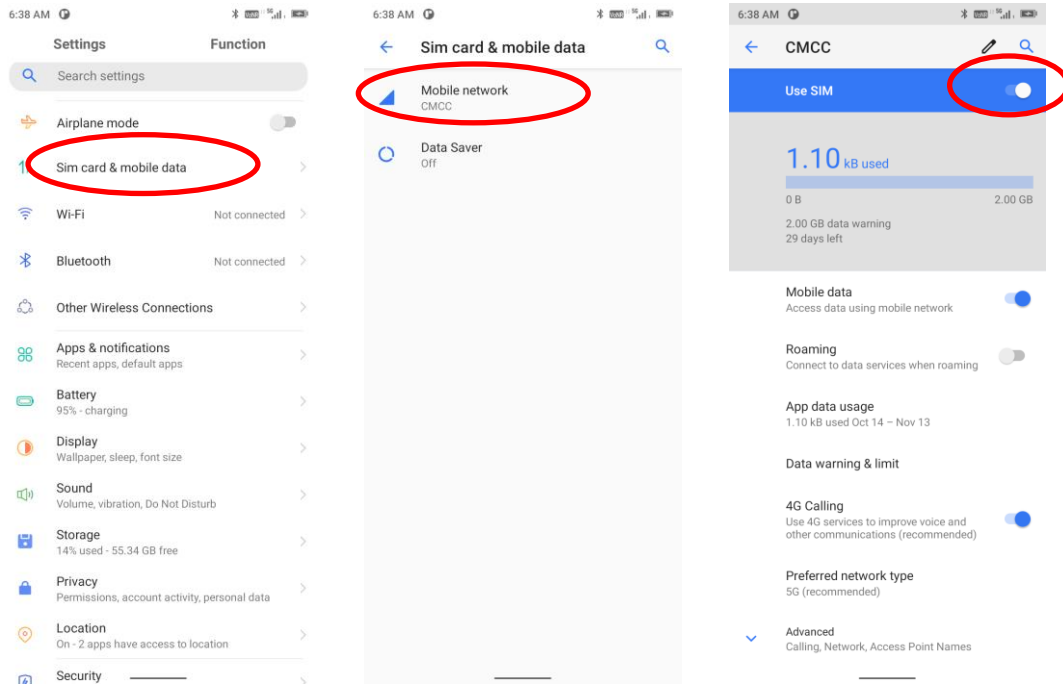 6:38 AM
Settings Function
Search settings
Airplane mode
Sim card & mobile data
Wi-Fi Not connected
Bluetooth Not connected
Other Wireless Connections
Apps & notifications
Recent apps, default apps
Battery
95% - charging
Display
Wallpaper, sleep, font size
Sound
Volume, vibration, Do Not Disturb
Storage
14% used - 55.34 GB free
Privacy
Permissions, account activity, personal data
Location
On - 2 apps have access to location
Security
6:38 AM
Sim card & mobile data
Mobile network
CMCC
Data Saver
Off
6:38 AM
CMCC
Use SIM
1.10 kB used
0 B 2.00 GB
2.00 GB data warning
29 days left
Mobile data
Access data using mobile network
Roaming
Connect to data services when roaming
App data usage
1.10 kB used Oct 14 – Nov 13
Data warning & limit
4G Calling
Use 4G services to improve voice and
other communications (recommended)
Preferred network type
5G (recommended)
Advanced
Calling, Network, Access Point Names